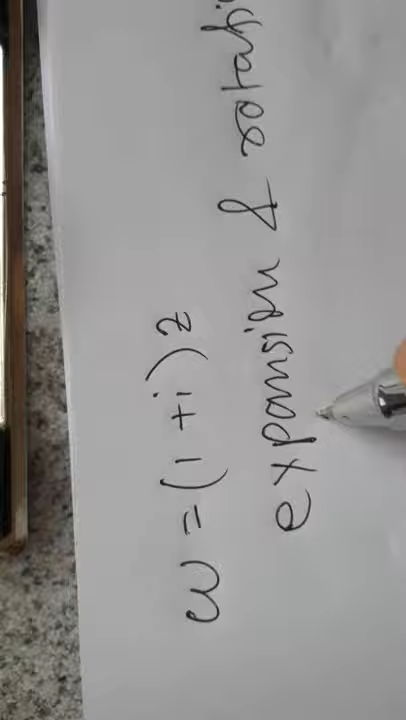 w = (1 + i) z
expansion &